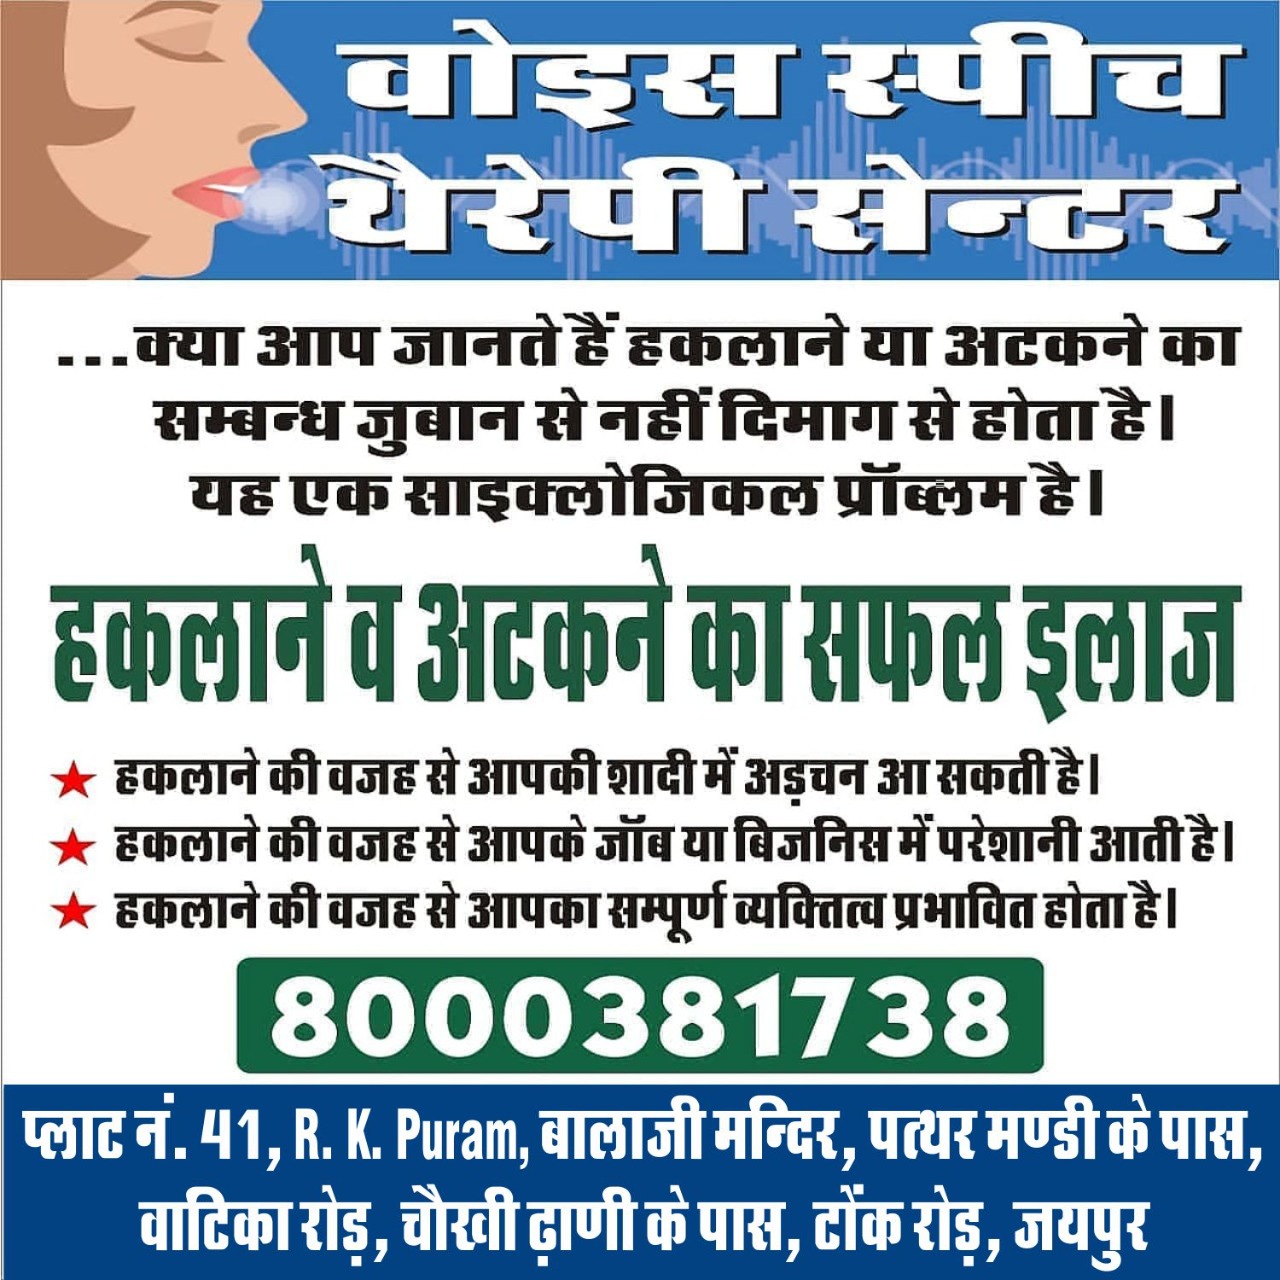 वोइस स्पीच
थैरेपी सेन्टर
...क्या आप जानते हैं हकलाने या अटकने का
सम्बन्ध जुबान से नहीं दिमाग से होता है।
यह एक साइक्लोजिकल प्रॉब्लम है।
हकलाने व अटकने का सफल इलाज
★ हकलाने की वजह से आपकी शादी में अड़चन आ सकती है।
★ हकलाने की वजह से आपके जॉब या बिजनिस में परेशानी आती है।
★ हकलाने की वजह से आपका सम्पूर्ण व्यक्तित्व प्रभावित होता है।
8000381738
प्लाट नं. 41, R. K. Puram, बालाजी मन्दिर, पत्थर मण्डी के पास,
वाटिका रोड़, चौखी ढ़ाणी के पास, टोंक रोड़, जयपुर